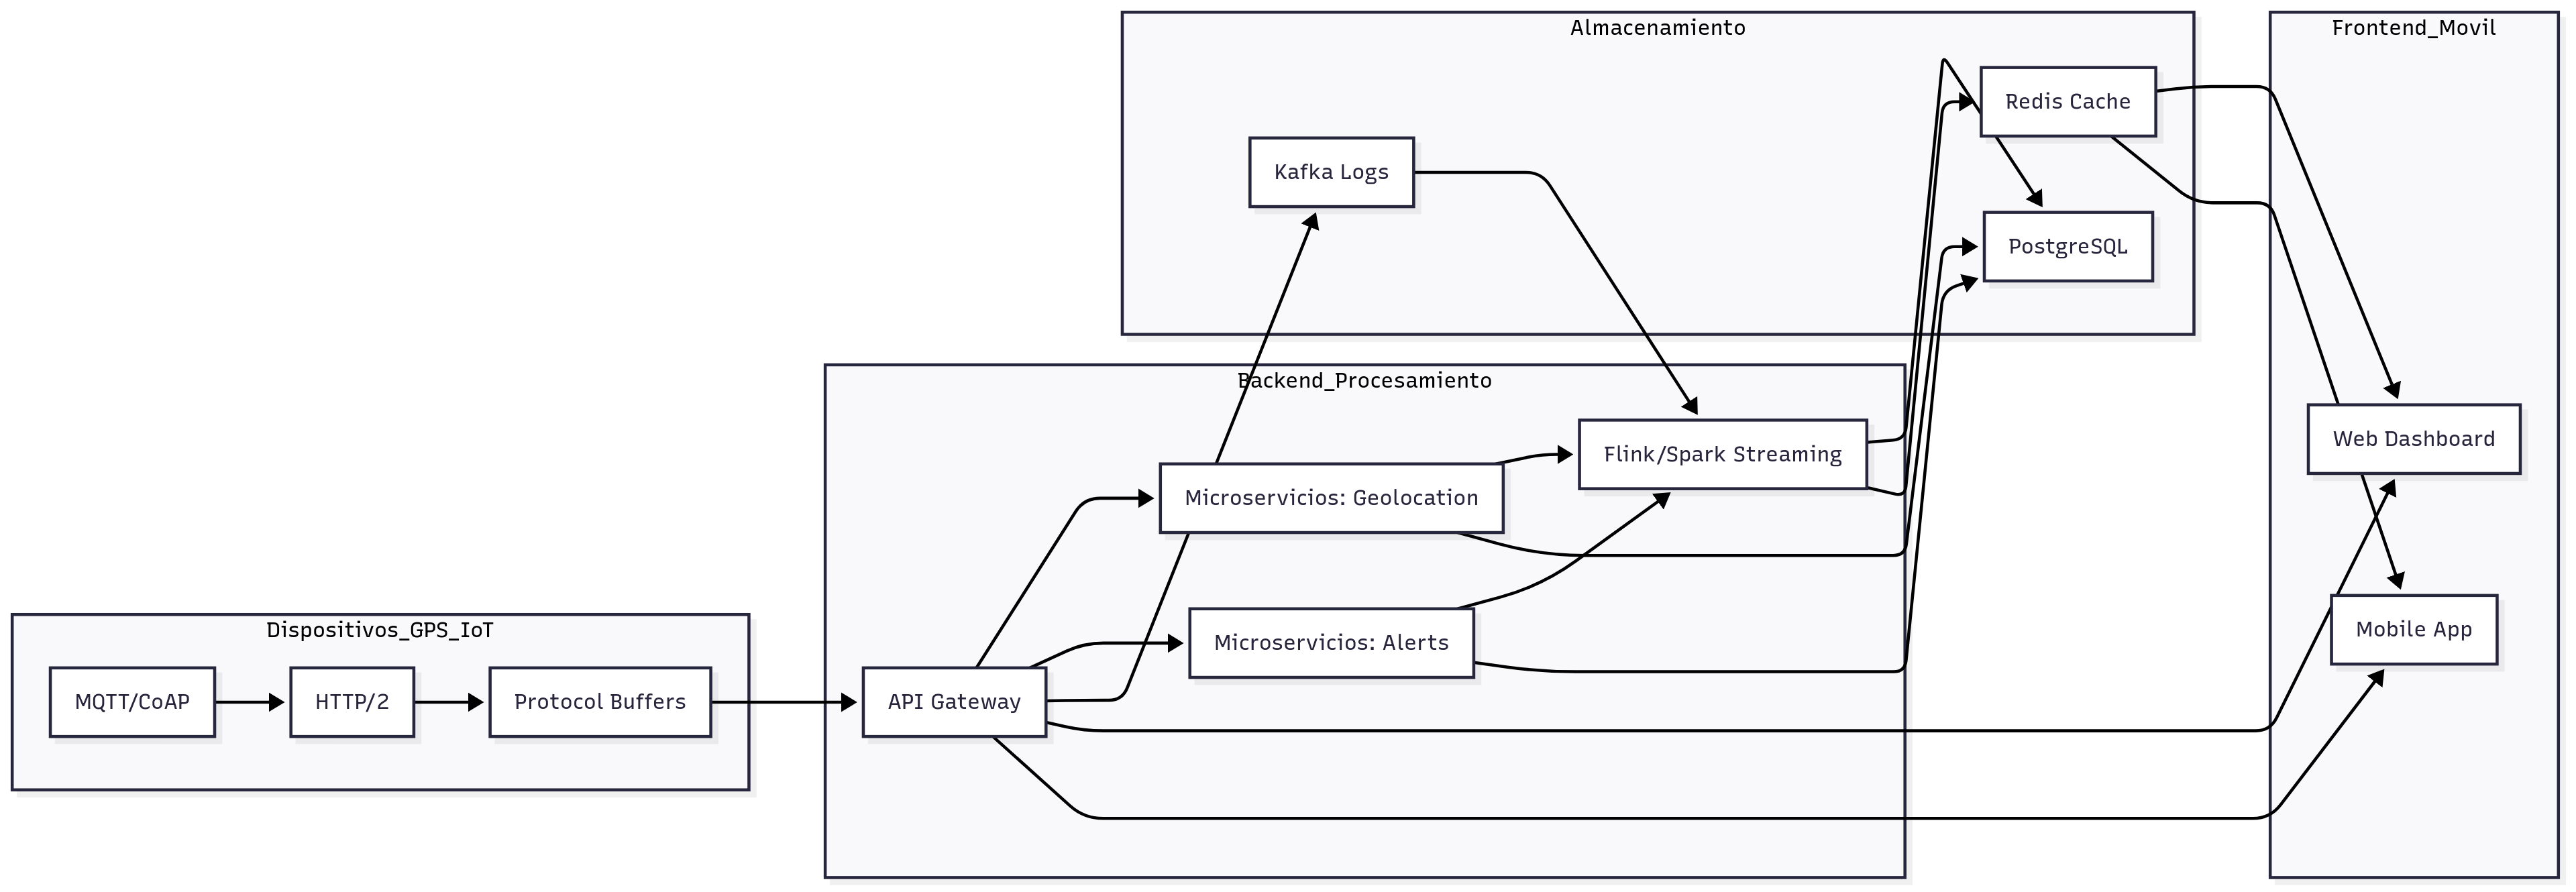 Almacenamiento
Frontend_Movil
Redis Cache
Kafka Logs
PostgreSQL
Backend_Procesamiento
Flink/Spark Streaming
Web Dashboard
Microservicios: Geolocation
Dispositivos_GPS_IoT
Microservicios: Alerts
Mobile App
MQTT/CoAP
HTTP/2
Protocol Buffers
API Gateway